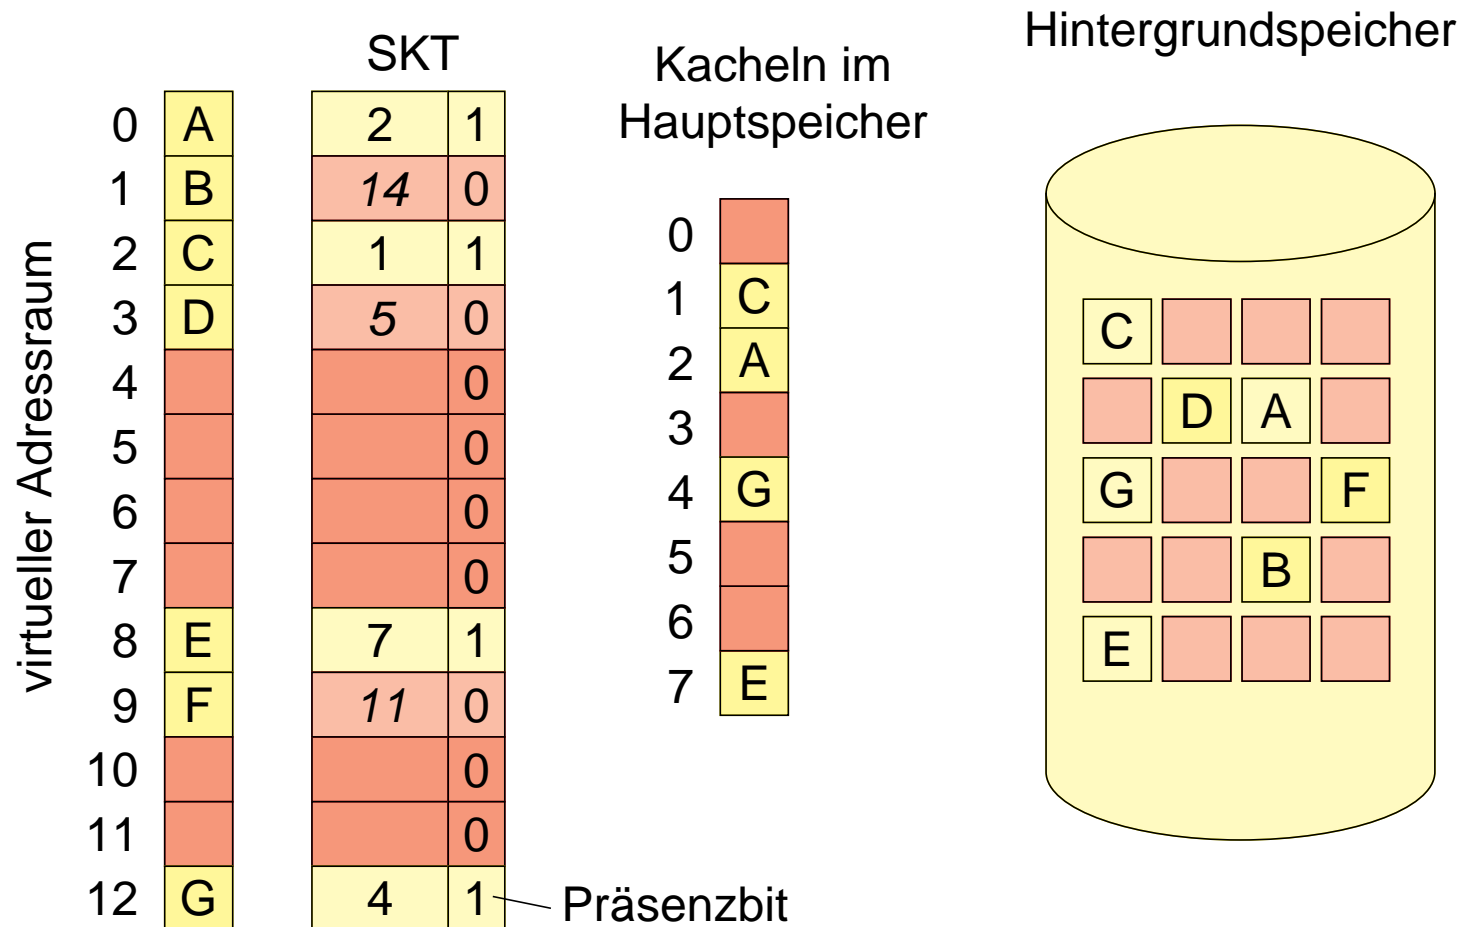 Hintergrundspeicher
SKT
Kacheln im
Hauptspeicher
virtueller Adressraum
0 A 2 1
1 B 14 0
2 C 1 1
3 D 5 0
4 0
5 0
6 0
7 0
8 E 7 1
9 F 11 0
10 0
11 0
12 G 4 1
Präsenzbit
0
1 C
2 A
3
4 G
5
6
7 E
C
D A
G F
B
E